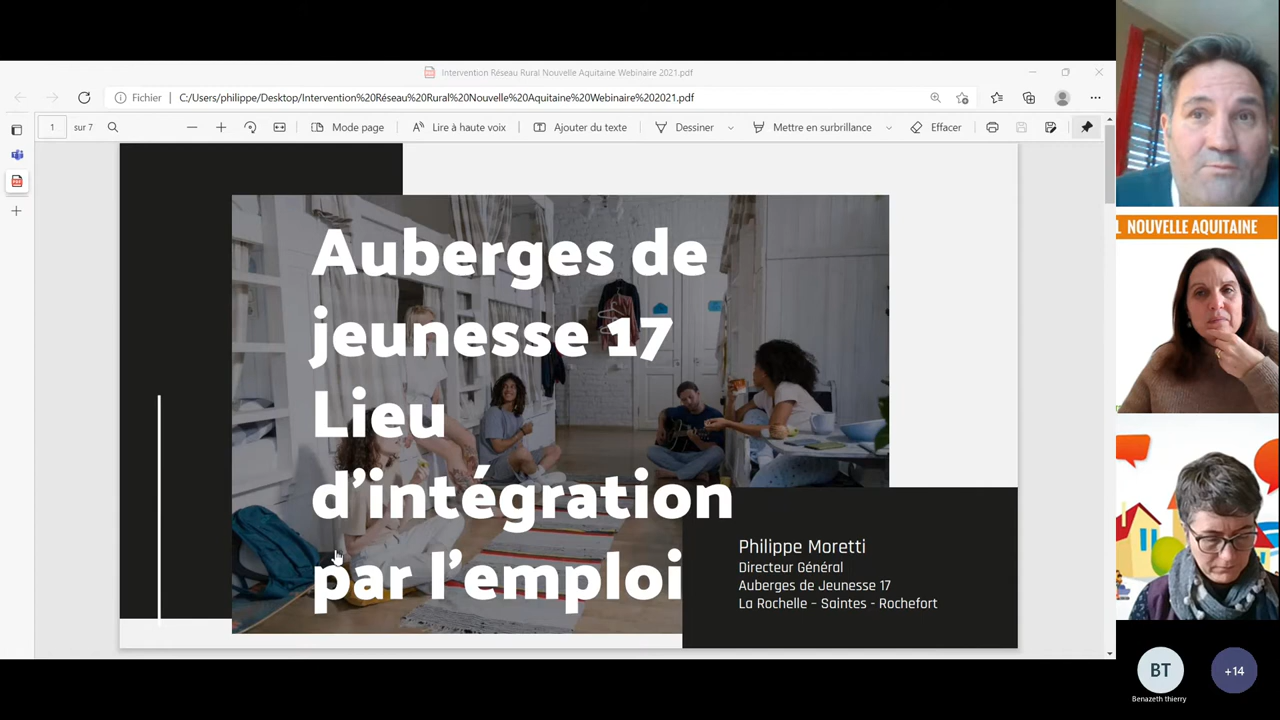 Intervention Réseau Rural Nouvelle Aquitaine Webinaire 2021.pdf
Fichier
C:/Users/philippe/Desktop/Intervention%20Réseau%20Rural%20Nouvelle%20Aquitaine%20Webinaire%202021.pdf
1 sur 7
Mode page
Lire à haute voix
Ajouter du texte
Dessiner
Mettre en surbrillance
Effacer
Auberges de
jeunesse 17
Lieu
d'intégration
par l'emploi
Philippe Moretti
Directeur Général
Auberges de Jeunesse 17
La Rochelle – Saintes - Rochefort
NOUVELLE AQUITAINE
BT
Benazeth thierry
+14